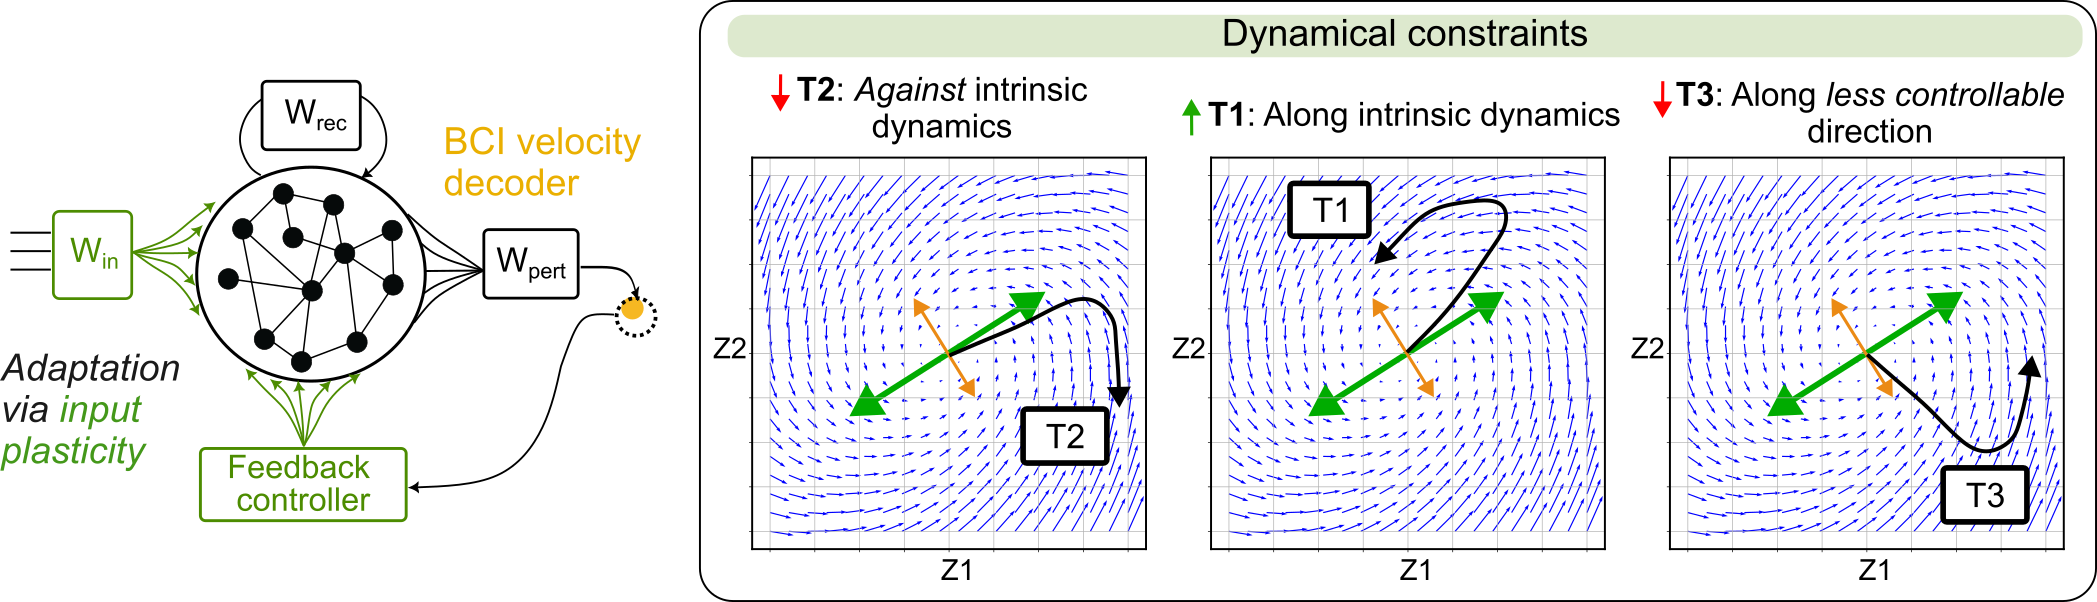 W_rec
BCI velocity
decoder
W_in
W_pert
Adaptation
via input
plasticity
Feedback
controller
Dynamical constraints
T2: Against intrinsic
dynamics
T1: Along intrinsic dynamics
T3: Along less controllable
direction
Z2
T2
Z1
Z2
T1
Z1
Z2
T3
Z1